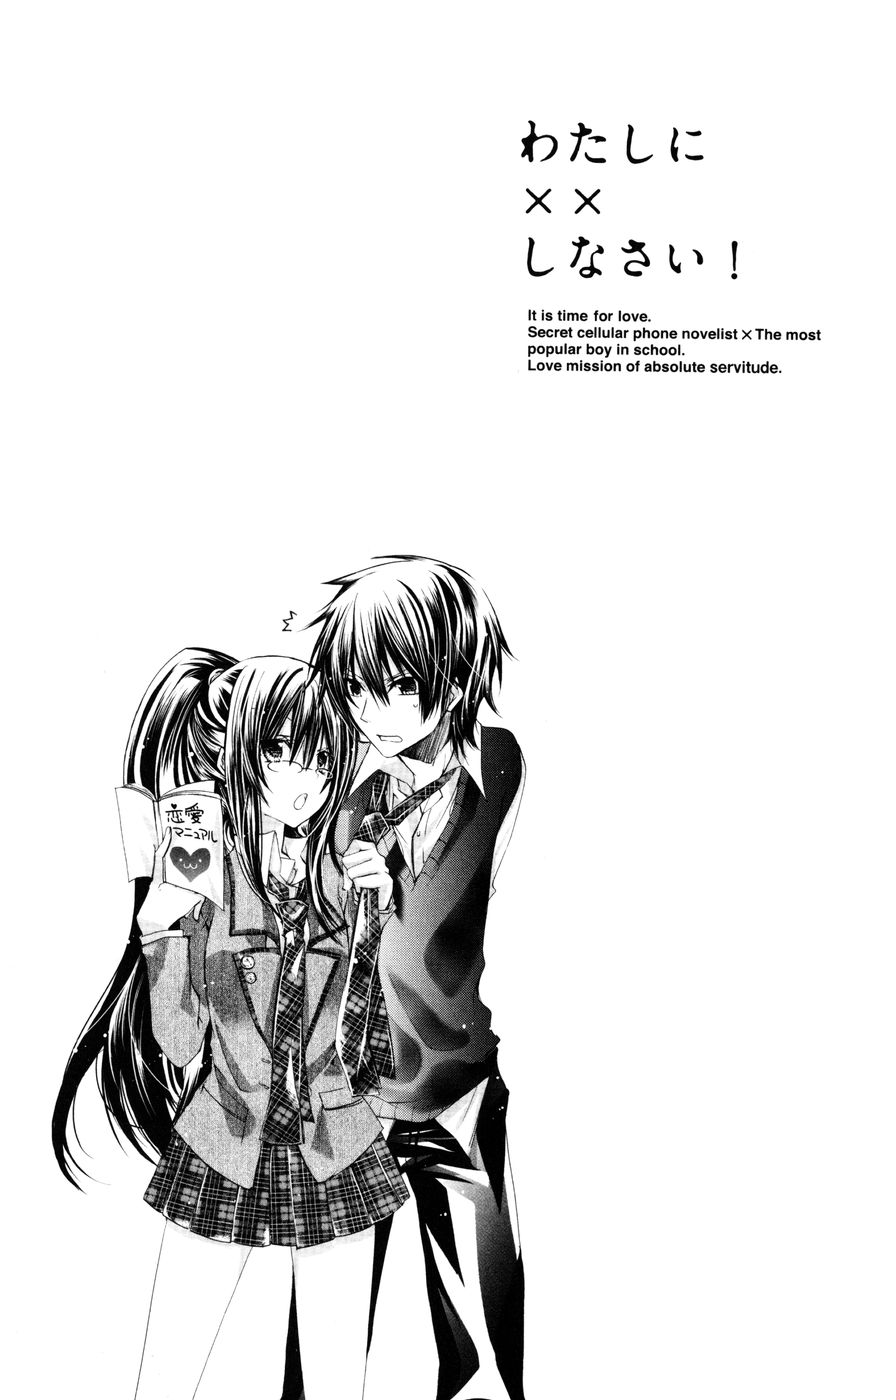 わたしに
××
しなさい！
It is time for love.
Secret cellular phone novelist×The most
popular boy in school.
Love mission of absolute servitude.
恋愛
マニュアル